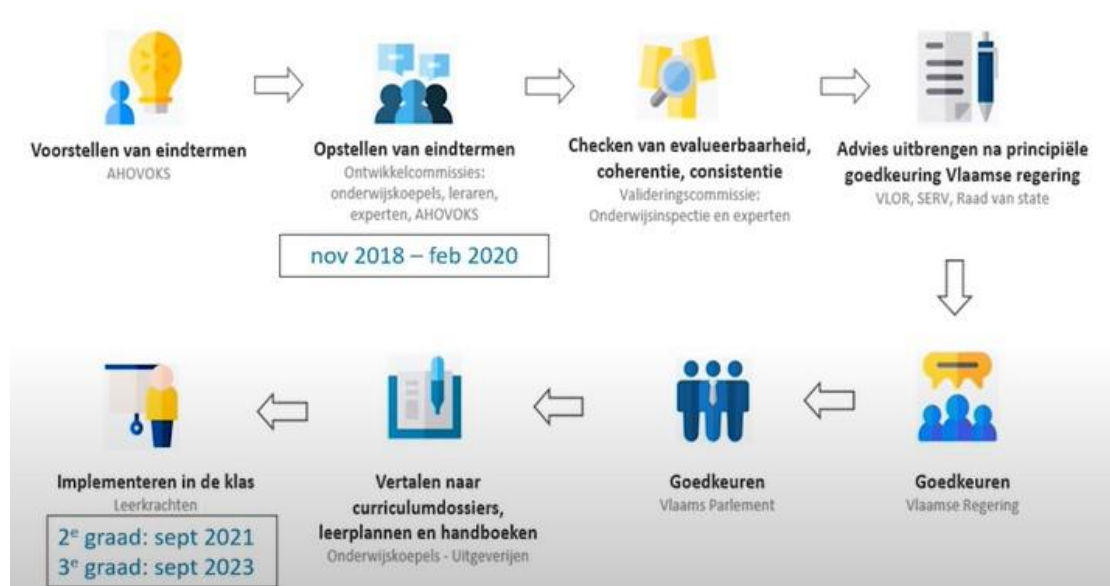 Voorstellen van eindtermen
AHOVOKS
Opstellen van eindtermen
Ontwikkelcommissies:
onderwijskoepels, leraren,
experten, AHOVOKS
nov 2018 – feb 2020
Checken van evalueerbaarheid,
coherentie, consistentie
Valideringscommissie:
Onderwijsinspectie en experten
Advies uitbrengen na principiële
goedkeuring Vlaamse regering
VLOR, SERV, Raad van state
Goedkeuren
Vlaamse Regering
Goedkeuren
Vlaams Parlement
Vertalen naar
curriculumdossiers,
leerplannen en handboeken
Onderwijskoepels - Uitgeverijen
Implementeren in de klas
Leerkrachten
2e graad: sept 2021
3e graad: sept 2023